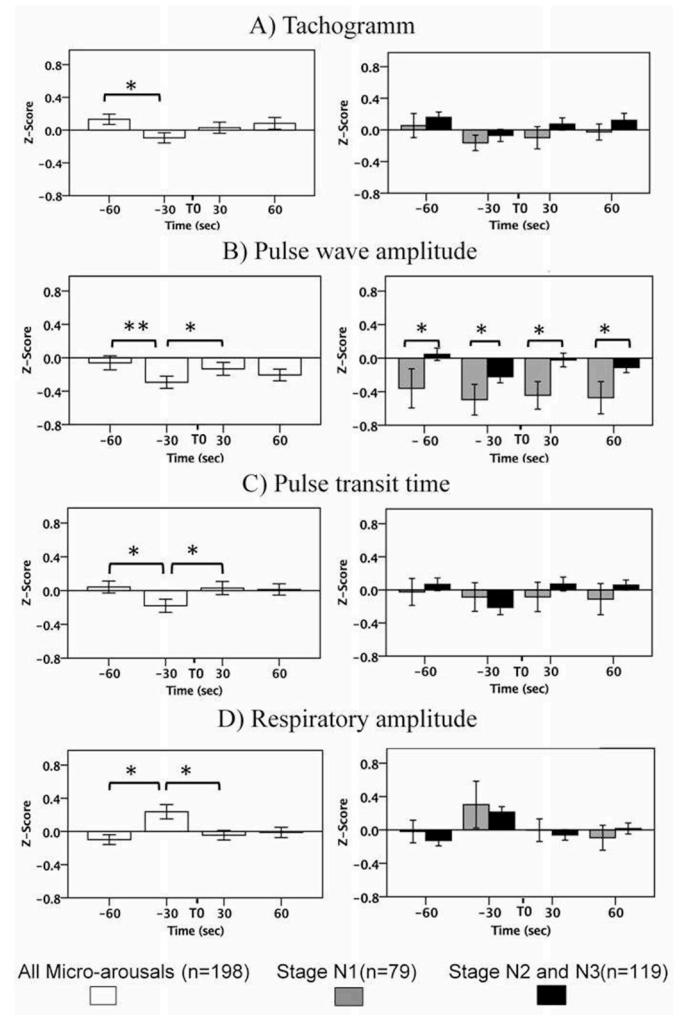 A) Tachogramm
Z-Score
0.8
0.4
0.0
-0.4
-0.8
*
-60 -30 T0 30 60
Time (sec)
Z-Score
0.8
0.4
0.0
-0.4
-0.8
-60 -30 T0 30 60
Time (sec)
B) Pulse wave amplitude
Z-Score
0.8
0.4
0.0
-0.4
-0.8
** *
-60 -30 T0 30 60
Time (sec)
Z-Score
0.8
0.4
0.0
-0.4
-0.8
* * * *
- 60 -30 T0 30 60
Time (sec)
C) Pulse transit time
Z-Score
0.8
0.4
0.0
-0.4
-0.8
* *
-60 -30 T0 30 60
Time (sec)
Z-Score
0.8
0.4
0.0
-0.4
-0.8
-60 -30 T0 30 60
Time (sec)
D) Respiratory amplitude
Z-Score
0.8
0.4
0.0
-0.4
-0.8
* *
-60 -30 T0 30 60
Time (sec)
Z-Score
0.8
0.4
0.0
-0.4
-0.8
-60 -30 T0 30 60
Time (sec)
All Micro-arousals (n=198) Stage N1(n=79) Stage N2 and N3(n=119)